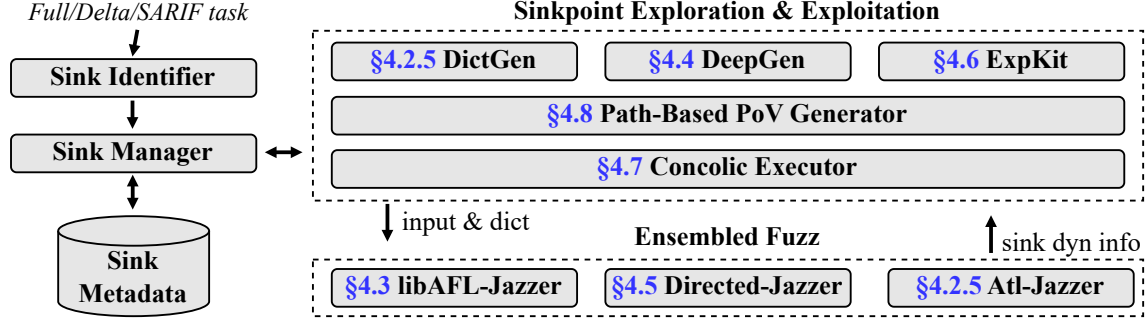 Full/Delta/SARIF task
Sink Identifier
Sink Manager
Sink
Metadata
Sinkpoint Exploration & Exploitation
§4.2.5 DictGen
§4.4 DeepGen
§4.6 ExpKit
§4.8 Path-Based PoV Generator
§4.7 Concolic Executor
input & dict
sink dyn info
Ensembled Fuzz
§4.3 libAFL-Jazzer
§4.5 Directed-Jazzer
§4.2.5 Atl-Jazzer